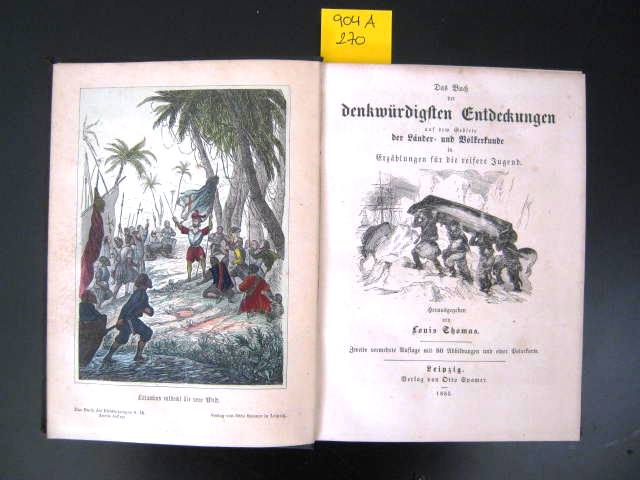 904 A
270
Columbus entdeckt die neue Welt.
Verlag von Otto Spamer in Leipzig.
Das Buch
der
denkwürdigsten Entdeckungen
auf dem Gebiete
der Länder- und Völkerkunde
in
Erzählungen für die reifere Jugend.
Herausgegeben
von
Louis Thomas.
Zweite vermehrte Auflage mit 80 Abbildungen und einer Polarkarte.
Leipzig.
Verlag von Otto Spamer.